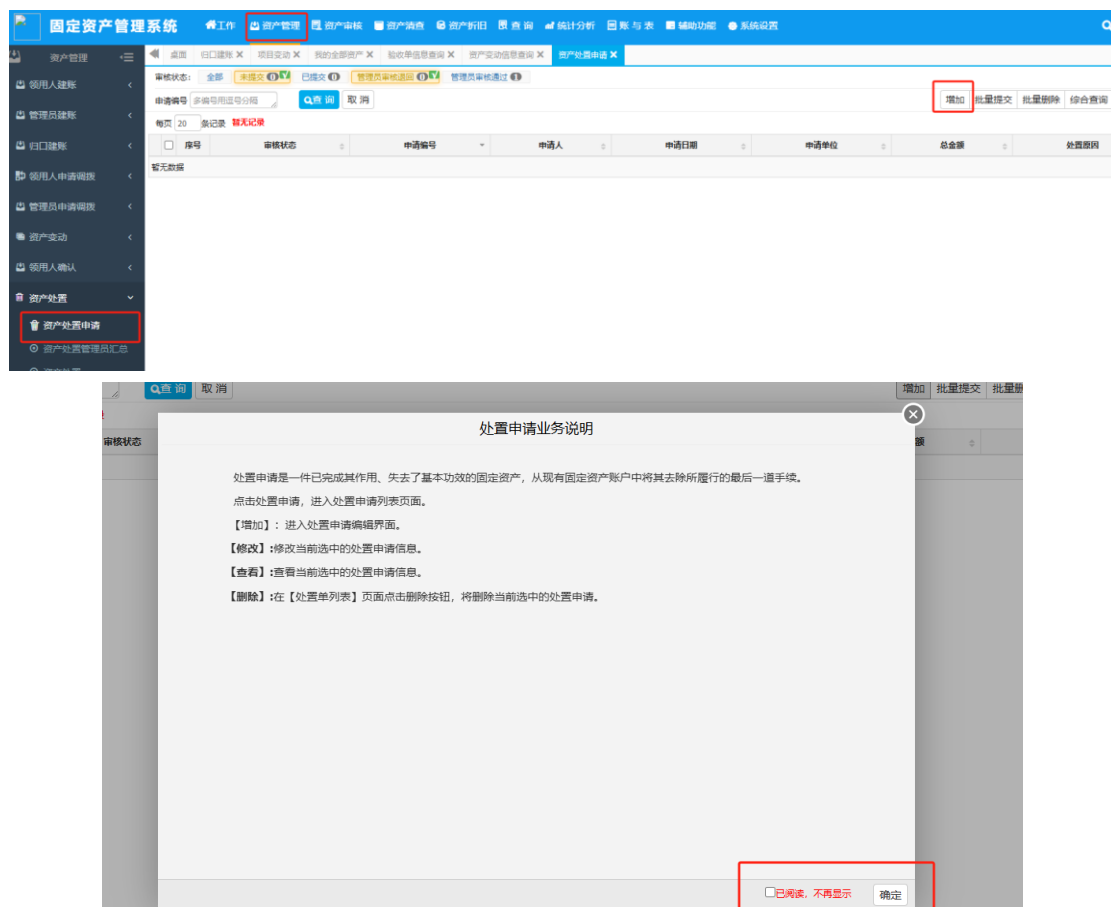 固定资产管理系统 工作 资产管理 资产审核 资产清查 资产折旧 查 询 统计分析 账 与 表 辅助功能 系统设置
资产管理
桌面 归口建账 项目变动 我的全部资产 验收单信息查询 资产变动信息查询 资产处置申请
领用人建账
管理员建账
归口建账
领用人申请调拨
管理员申请调拨
资产变动
领用人确认
资产处置
资产处置申请
资产处置管理员汇总
审核状态: 全部 未提交 0 已提交 0 管理员审核退回 0 管理员审核通过 0
申请编号 多编号用逗号分隔 查 询 取 消 增加 批量提交 批量删除 综合查询
每页 20 条记录 暂无记录
序号 审核状态 申请编号 申请人 申请日期 申请单位 总金额 处置原因
暂无数据
查 询 取 消 增加 批量提交 批量删
审核状态 额
处置申请业务说明
处置申请是一件已完成其作用、失去了基本功效的固定资产，从现有固定资产账户中将其去除所履行的最后一道手续。
点击处置申请，进入处置申请列表页面。
【增加】：进入处置申请编辑界面。
【修改】:修改当前选中的处置申请信息。
【查看】:查看当前选中的处置申请信息。
【删除】:在【处置单列表】页面点击删除按钮，将删除当前选中的处置申请。
已阅读，不再显示 确定